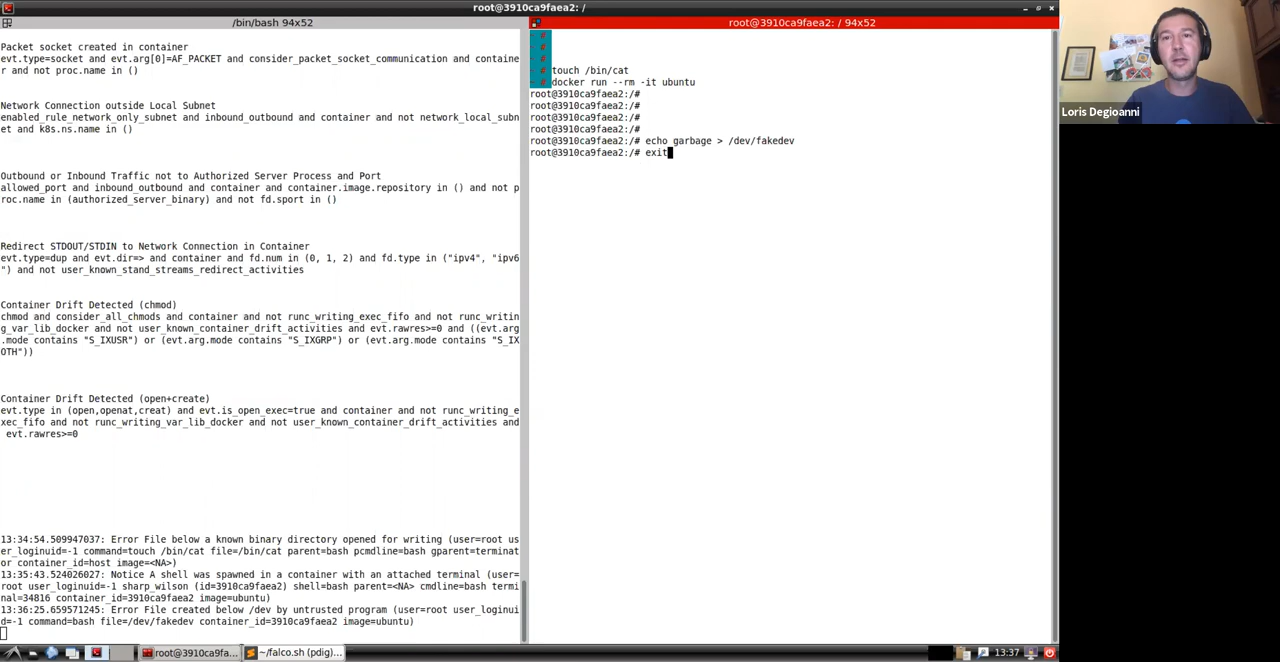 root@3910ca9faea2: /
/bin/bash 94x52
Packet socket created in container
evt.type=socket and evt.arg[0]=AF_PACKET and consider_packet_socket_communication and containe
r and not proc.name in ()
Network Connection outside Local Subnet
enabled_rule_network_only_subnet and inbound_outbound and container and not network_local_subn
et and k8s.ns.name in ()
Outbound or Inbound Traffic not to Authorized Server Process and Port
allowed_port and inbound_outbound and container and container.image.repository in () and not p
roc.name in (authorized_server_binary) and not fd.sport in ()
Redirect STDOUT/STDIN to Network Connection in Container
evt.type=dup and evt.dir=> and container and fd.num in (0, 1, 2) and fd.type in ("ipv4", "ipv6
") and not user_known_stand_streams_redirect_activities
Container Drift Detected (chmod)
chmod and consider_all_chmods and container and not runc_writing_exec_fifo and not runc_writin
g_var_lib_docker and not user_known_container_drift_activities and evt.rawres>=0 and ((evt.arg
.mode contains "S_IXUSR") or (evt.arg.mode contains "S_IXGRP") or (evt.arg.mode contains "S_IX
OTH"))
Container Drift Detected (open+create)
evt.type in (open,openat,creat) and evt.is_open_exec=true and container and not runc_writing_e
xec_fifo and not runc_writing_var_lib_docker and not user_known_container_drift_activities and
evt.rawres>=0
13:34:54.509947037: Error File below a known binary directory opened for writing (user=root us
er_loginuid=-1 command=touch /bin/cat file=/bin/cat parent=bash pcmdline=bash gparent=terminat
or container_id=host image=<NA>)
13:35:43.524026027: Notice A shell was spawned in a container with an attached terminal (user=
root user_loginuid=-1 sharp_wilson (id=3910ca9faea2) shell=bash parent=<NA> cmdline=bash termi
nal=34816 container_id=3910ca9faea2 image=ubuntu)
13:36:25.659571245: Error File created below /dev by untrusted program (user=root user_loginui
d=-1 command=bash file=/dev/fakedev container_id=3910ca9faea2 image=ubuntu)
root@3910ca9faea2: / 94x52
~ #
~ #
~ #
~ # touch /bin/cat
~ # docker run --rm -it ubuntu
root@3910ca9faea2:/#
root@3910ca9faea2:/#
root@3910ca9faea2:/#
root@3910ca9faea2:/#
root@3910ca9faea2:/# echo garbage > /dev/fakedev
root@3910ca9faea2:/# exit
Loris Degioanni
root@3910ca9fa...
~/falco.sh (pdig)...
13:37